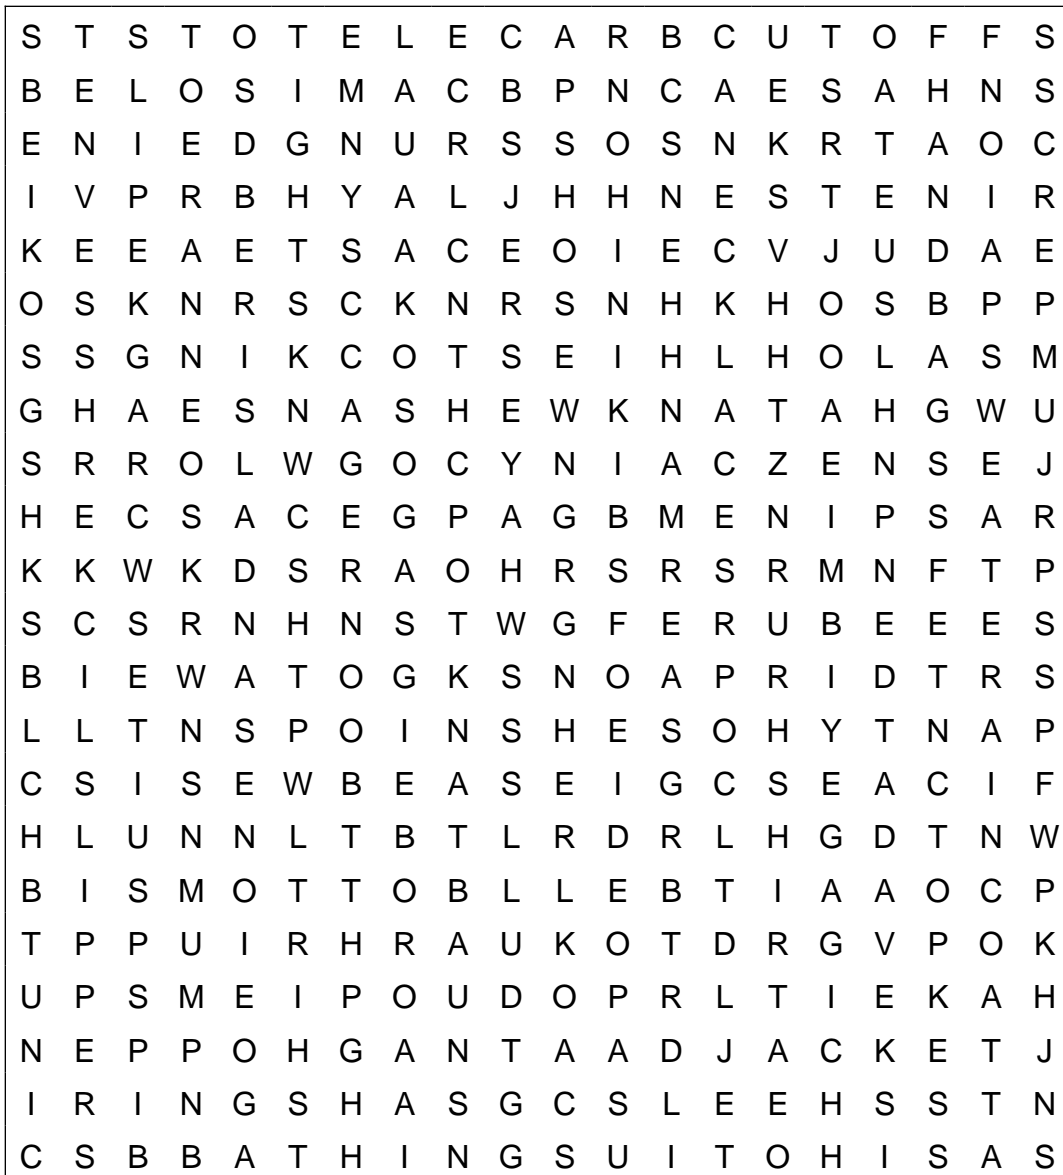 S T S T O T E L E C A R B C U T O F F S
B E L O S I M A C B P N C A E S A H N S
E N I E D G N U R S S O S N K R T A O C
I V P R B H Y A L J H H N E S T E N I R
K E E A E T S A C E O I E C V J U D A E
O S K N R S C K N R S N H K H O S B P P
S S G N I K C O T S E I H L H O L A S M
G H A E S N A S H E W K N A T A H G W U
S R R O L W G O C Y N I A C Z E N S E J
H E C S A C E G P A G B M E N I P S A R
K K W K D S R A O H R S R S R M N F T P
S C S R N H N S T W G F E R U B E E E S
B I E W A T O G K S N O A P R I D T R S
L L T N S P O I N S H E S O H Y T N A P
C S I S E W B E A S E I G C S E A C I F
H L U N N L T B T L R D R L H G D T N W
B I S M O T T O B L L E B T I A A O C P
T P P U I R H R A U K O T D R G V P O K
U P S M E I P O U D O P R L T I E K A H
N E P P O H G A N T A A D J A C K E T J
I R I N G S H A S G C S L E E H S S T N
C S B B A T H I N G S U I T O H I S A S